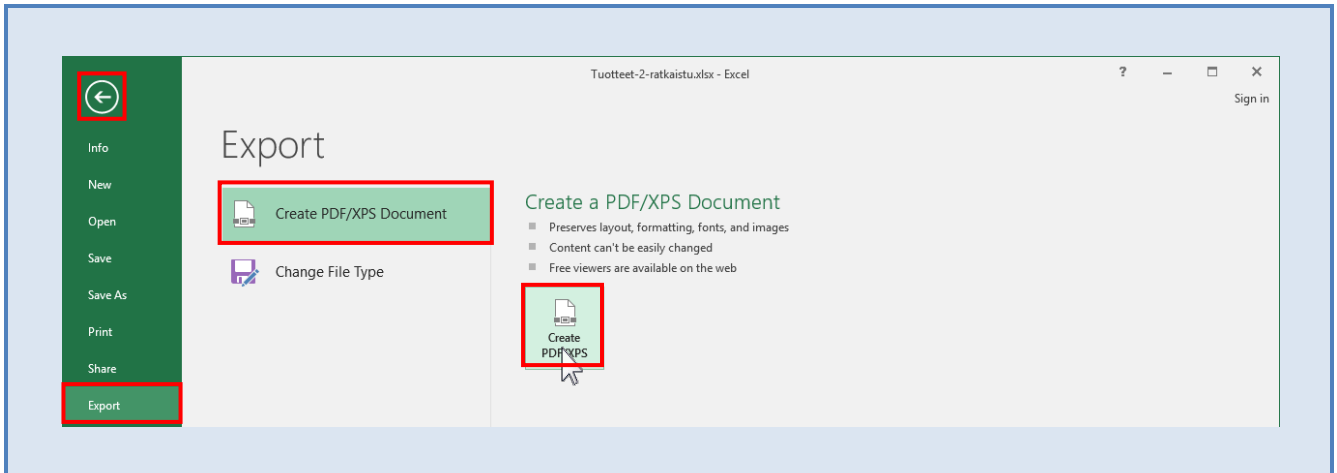 Tuotteet-2-ratkaistu.xlsx - Excel
?
Sign in
Info
New
Open
Save
Save As
Print
Share
Export
Export
Create PDF/XPS Document
Change File Type
Create a PDF/XPS Document
Preserves layout, formatting, fonts, and images
Content can't be easily changed
Free viewers are available on the web
Create
PDF/XPS